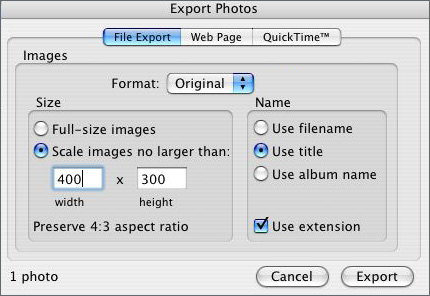 Export Photos
File Export Web Page QuickTime™
Images
Format: Original
Size
Full-size images
Scale images no larger than:
400 x 300
width height
Preserve 4:3 aspect ratio
Name
Use filename
Use title
Use album name
Use extension
1 photo Cancel Export